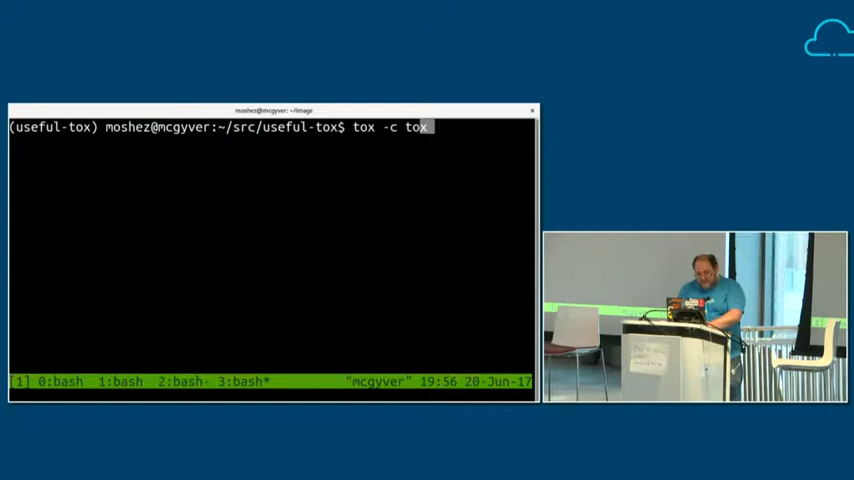 moshez@mcgyver: ~/image
(useful-tox) moshez@mcgyver:~/src/useful-tox$ tox -c tox
[1] 0:bash  1:bash  2:bash- 3:bash*  "mcgyver" 19:56 20-Jun-17